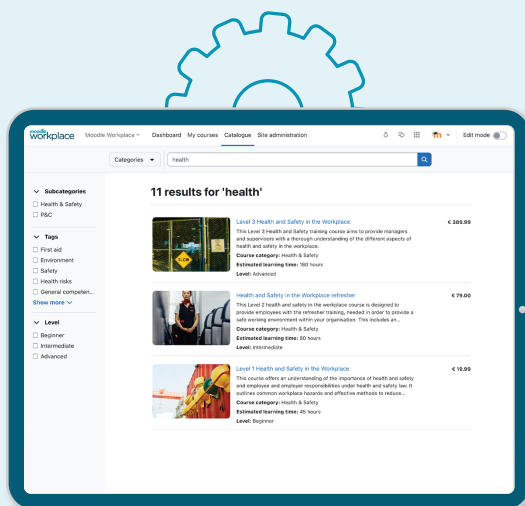 moodle
workplace
Moodle Workplace
Dashboard
My courses
Catalogue
Site administration
Edit mode
Categories
health
Subcategories
Health & Safety
P&C
Tags
First aid
Environment
Safety
Health risks
General competen...
Show more
Level
Beginner
Intermediate
Advanced
11 results for 'health'
SLOW
Level 3 Health and Safety in the Workplace
€ 389.99
This Level 3 Health and Safety training course aims to provide managers
and supervisors with a thorough understanding of the different aspects of
health and safety in the workplace.
Course category: Health & Safety
Estimated learning time: 180 hours
Level: Advanced
Health and Safety in the Workplace refresher
€ 79.00
This Level 2 health and safety in the workplace course is designed to
provide employees with the refresher training, needed in order to provide a
safe working environment within your organisation. This includes an...
Course category: Health & Safety
Estimated learning time: 80 hours
Level: Intermediate
Level 1 Health and Safety in the Workplace
€ 19.99
This course offers an understanding of the importance of health and safety
and employee and employer responsibilities under health and safety law. It
outlines common workplace hazards and effective methods to reduce...
Course category: Health & Safety
Estimated learning time: 45 hours
Level: Beginner